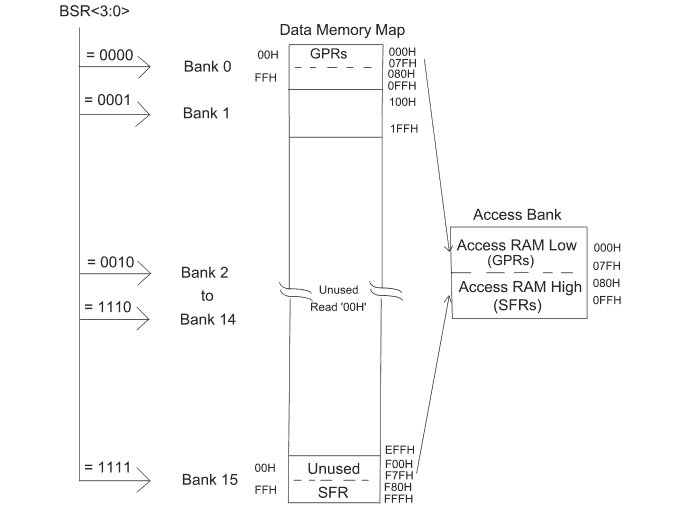 BSR<3:0>
Data Memory Map
= 0000
Bank 0
00H
FFH
GPRs
000H
07FH
080H
0FFH
= 0001
Bank 1
100H
1FFH
Access Bank
Access RAM Low
(GPRs)
000H
07FH
Access RAM High
(SFRs)
080H
0FFH
= 0010
Bank 2
to
= 1110
Bank 14
Unused
Read '00H'
EFFH
= 1111
Bank 15
00H
FFH
Unused
SFR
F00H
F7FH
F80H
FFFH